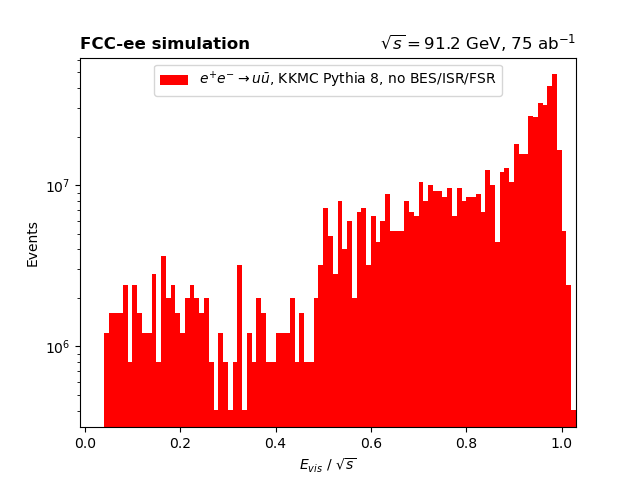 FCC-ee simulation √s = 91.2 GeV, 75 ab⁻¹
e⁺e⁻ → uū, KKMC Pythia 8, no BES/ISR/FSR
10⁷
10⁶
Events
0.0 0.2 0.4 0.6 0.8 1.0
E_vis / √s